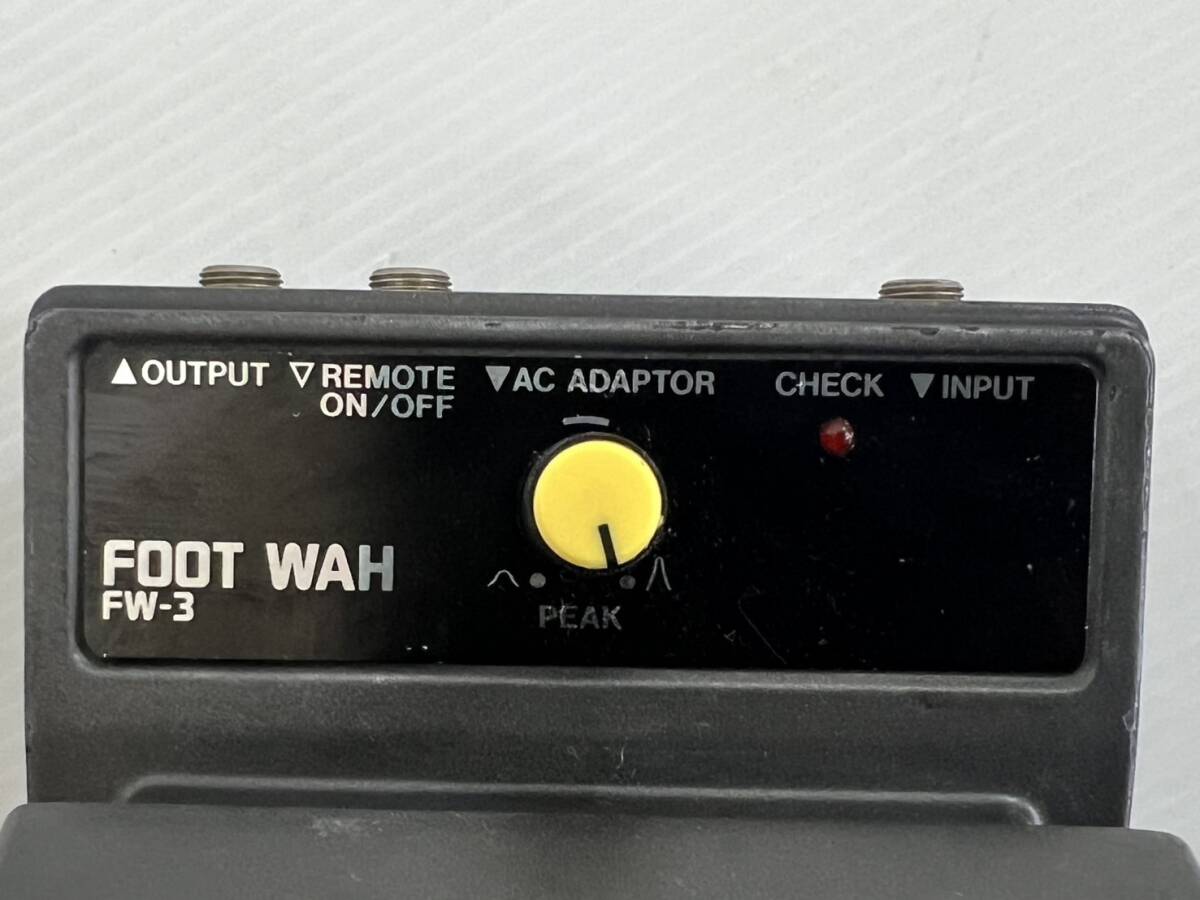 ▲OUTPUT ▽REMOTE ON/OFF ▼AC ADAPTOR CHECK ▼INPUT
FOOT WAH
FW-3
PEAK